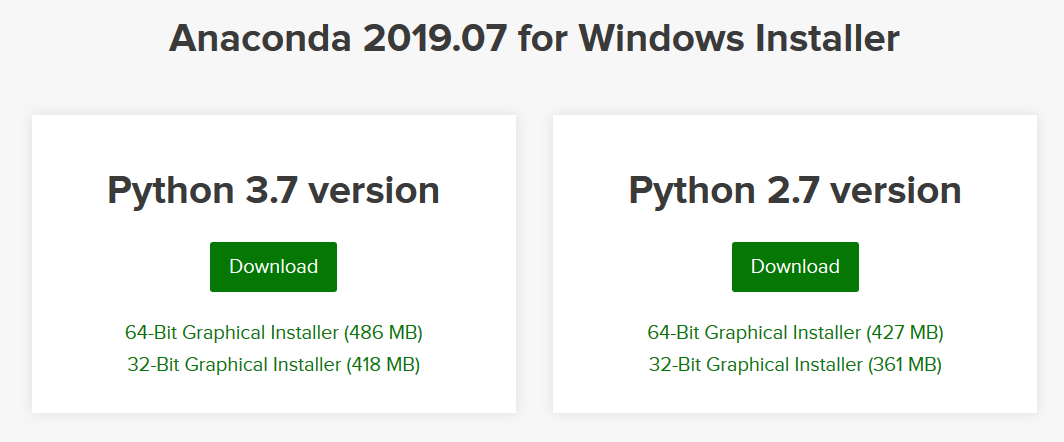 Anaconda 2019.07 for Windows Installer
Python 3.7 version
Download
64-Bit Graphical Installer (486 MB)
32-Bit Graphical Installer (418 MB)
Python 2.7 version
Download
64-Bit Graphical Installer (427 MB)
32-Bit Graphical Installer (361 MB)